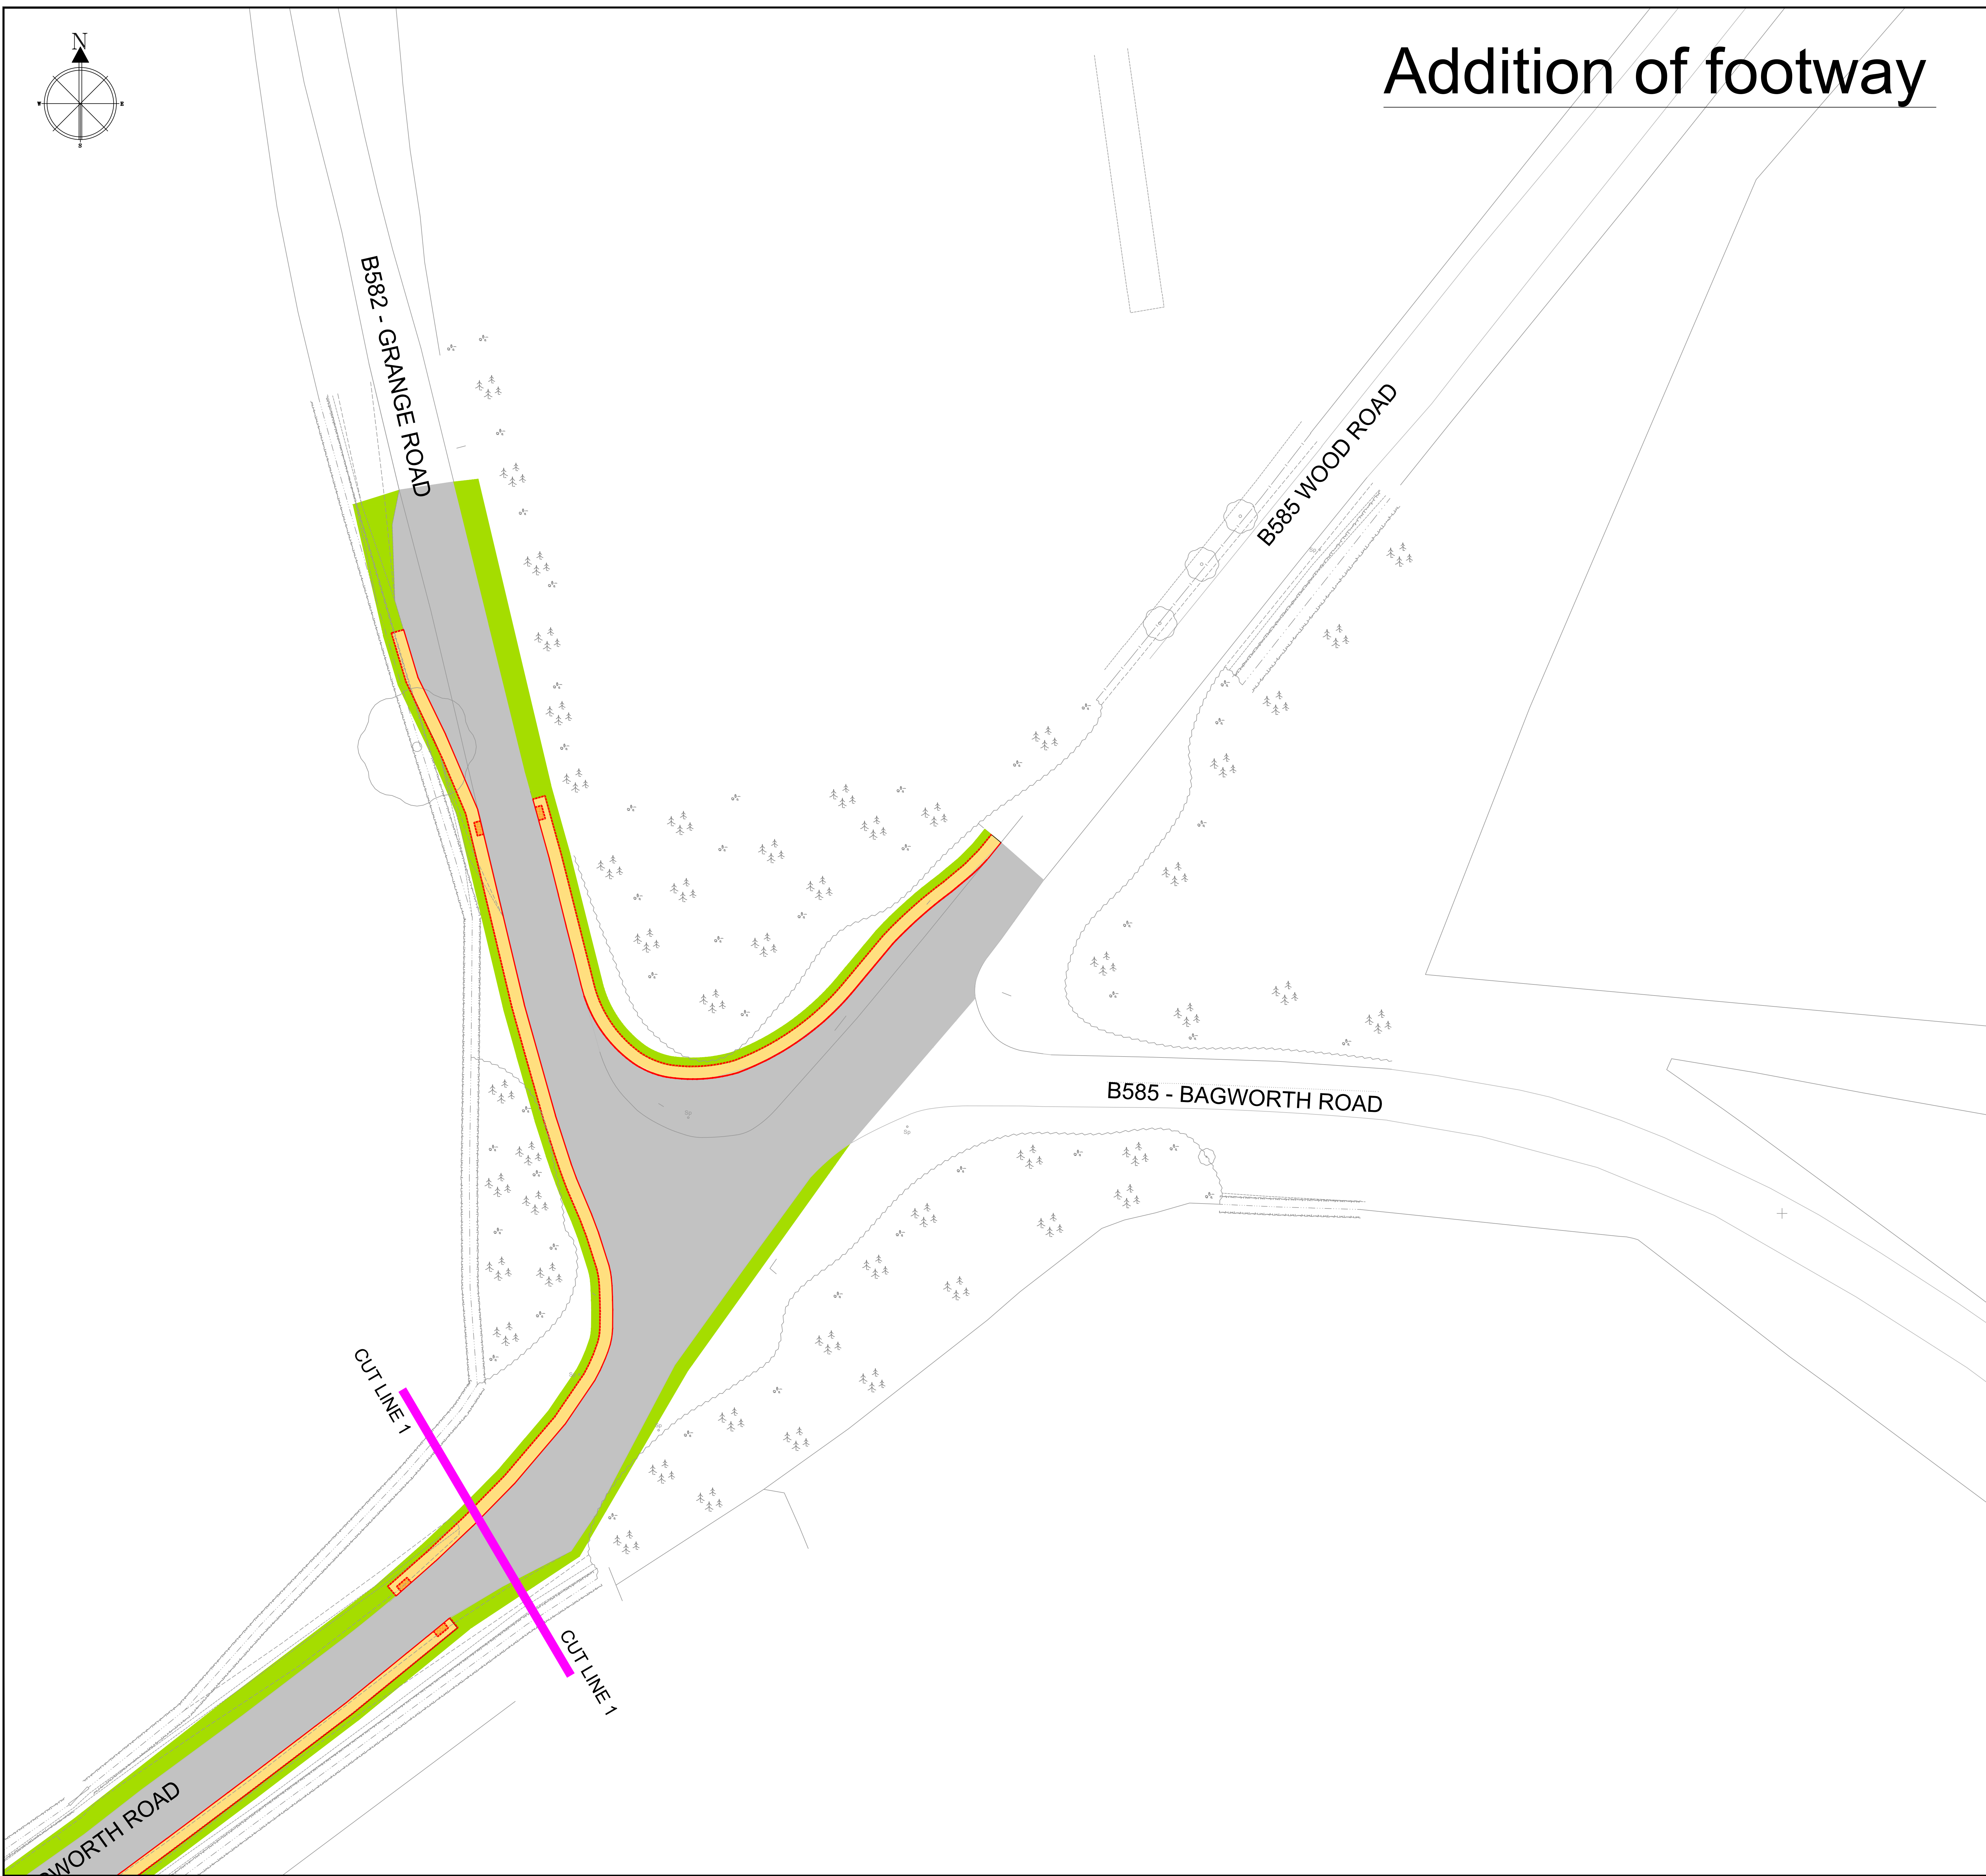 N
W
E
S
Addition of footway
B582 - GRANGE ROAD
B585 WOOD ROAD
B585 - BAGWORTH ROAD
CUT LINE 1
CUT LINE 1
GWORTH ROAD